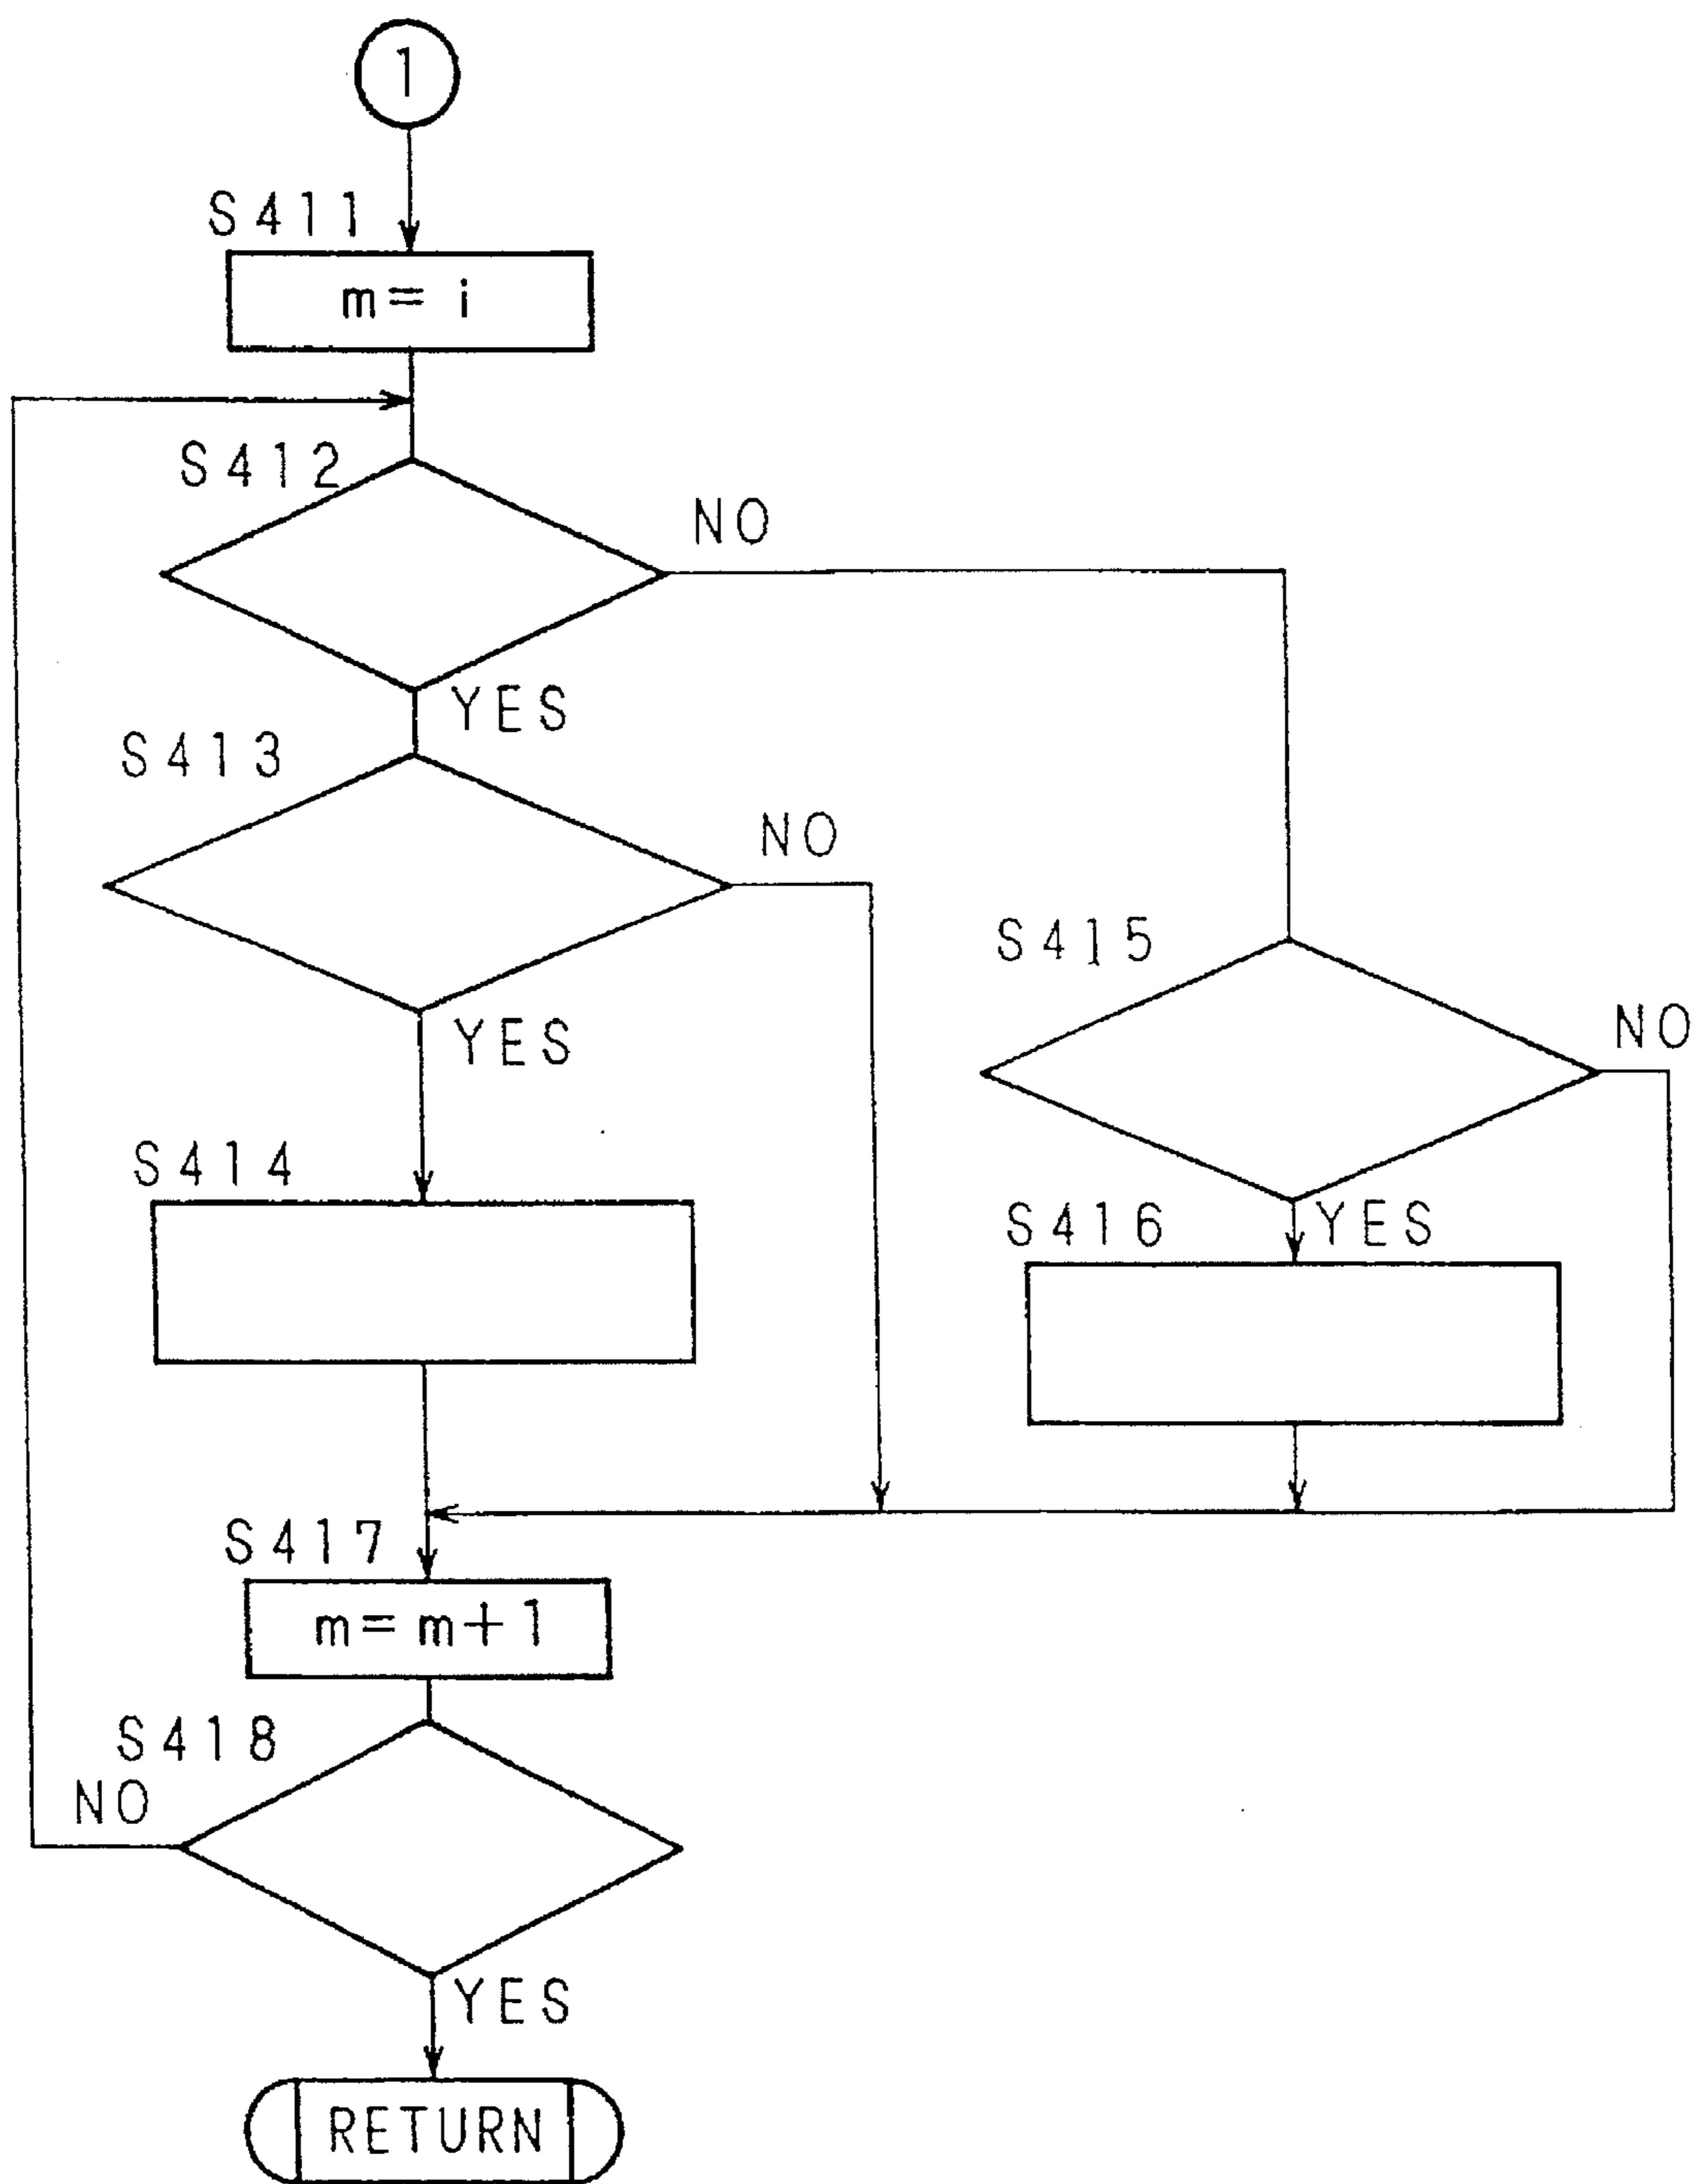 1
S411
m= i
S412
NO
YES
S413
NO
YES
S415
NO
S414
S416
YES
S417
m=m+1
S418
NO
YES
RETURN